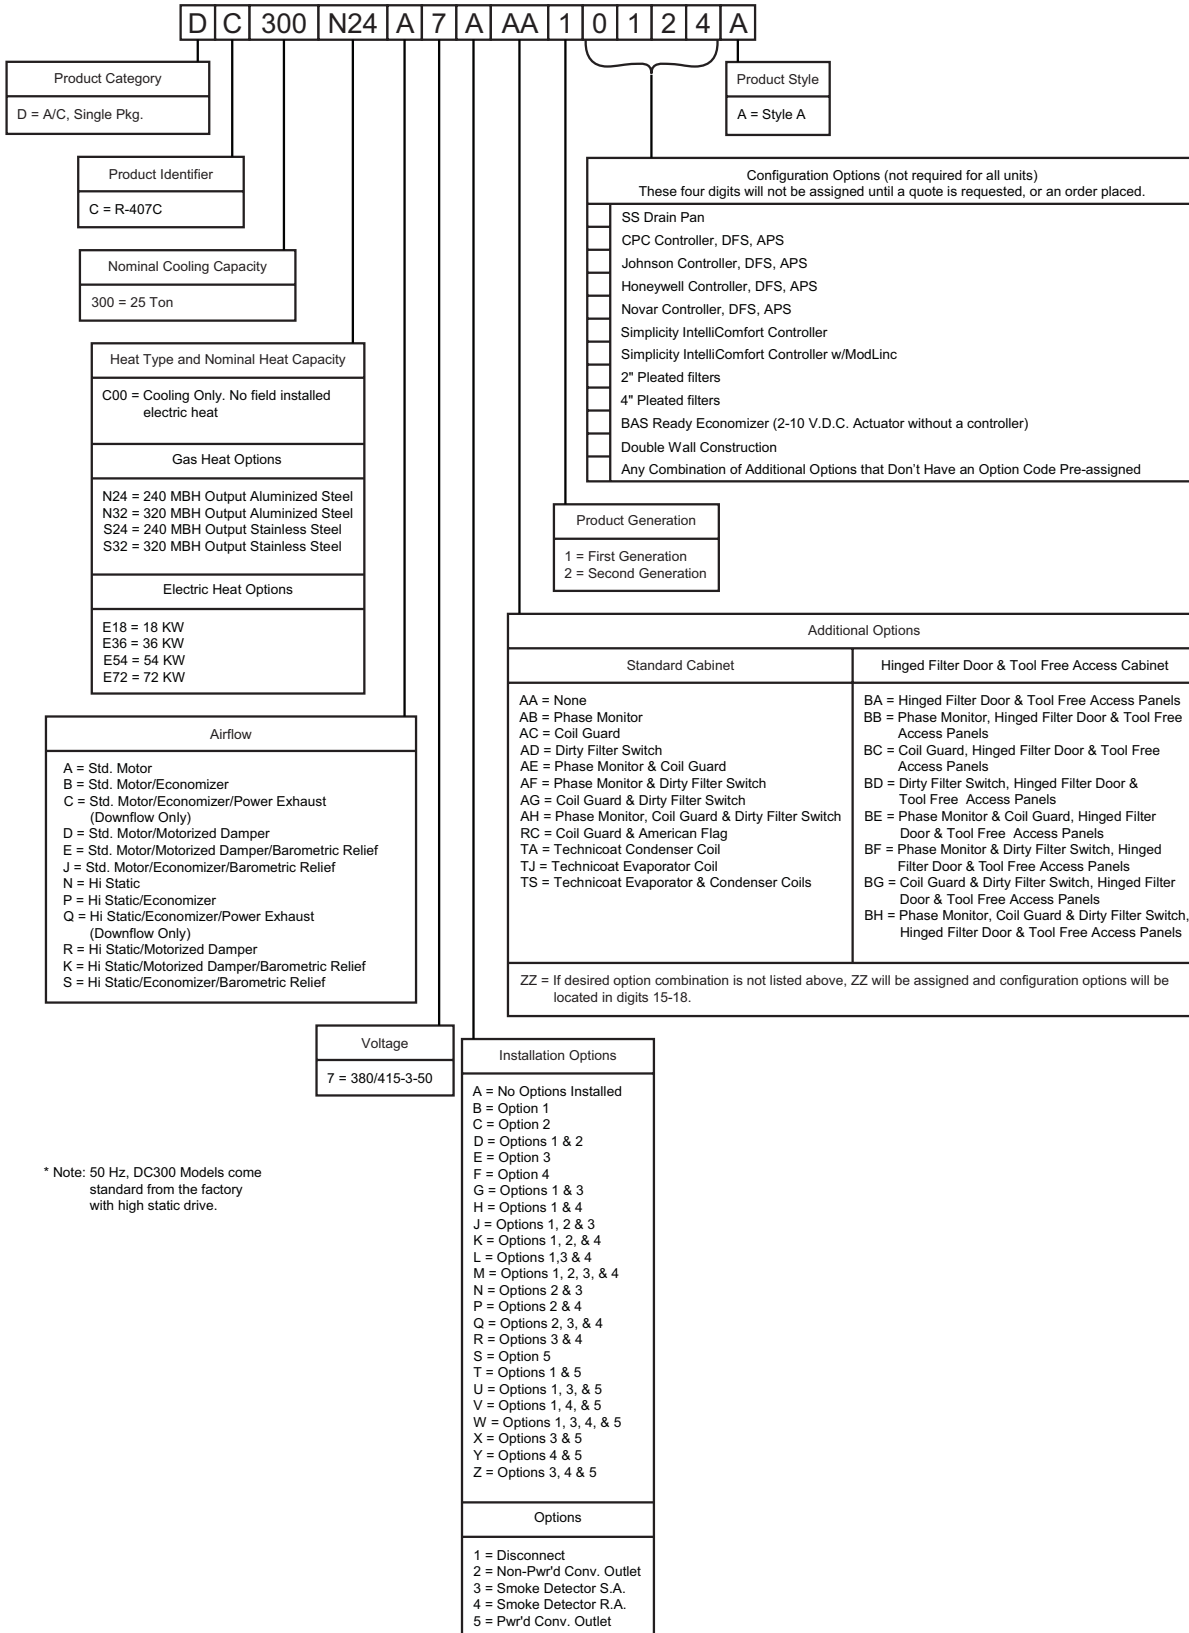 D C 300 N24 A 7 A AA 1 0 1 2 4 A
Product Category
D = A/C, Single Pkg.
Product Style
A = Style A
Product Identifier
C = R-407C
Nominal Cooling Capacity
300 = 25 Ton
Heat Type and Nominal Heat Capacity
C00 = Cooling Only. No field installed
electric heat
Gas Heat Options
N24 = 240 MBH Output Aluminized Steel
N32 = 320 MBH Output Aluminized Steel
S24 = 240 MBH Output Stainless Steel
S32 = 320 MBH Output Stainless Steel
Electric Heat Options
E18 = 18 KW
E36 = 36 KW
E54 = 54 KW
E72 = 72 KW
Configuration Options (not required for all units)
These four digits will not be assigned until a quote is requested, or an order placed.
SS Drain Pan
CPC Controller, DFS, APS
Johnson Controller, DFS, APS
Honeywell Controller, DFS, APS
Novar Controller, DFS, APS
Simplicity IntelliComfort Controller
Simplicity IntelliComfort Controller w/ModLinc
2" Pleated filters
4" Pleated filters
BAS Ready Economizer (2-10 V.D.C. Actuator without a controller)
Double Wall Construction
Any Combination of Additional Options that Don't Have an Option Code Pre-assigned
Product Generation
1 = First Generation
2 = Second Generation
Additional Options
Standard Cabinet
AA = None
AB = Phase Monitor
AC = Coil Guard
AD = Dirty Filter Switch
AE = Phase Monitor & Coil Guard
AF = Phase Monitor & Dirty Filter Switch
AG = Coil Guard & Dirty Filter Switch
AH = Phase Monitor, Coil Guard & Dirty Filter Switch
RC = Coil Guard & American Flag
TA = Technicoat Condenser Coil
TJ = Technicoat Evaporator Coil
TS = Technicoat Evaporator & Condenser Coils
Hinged Filter Door & Tool Free Access Cabinet
BA = Hinged Filter Door & Tool Free Access Panels
BB = Phase Monitor, Hinged Filter Door & Tool Free
Access Panels
BC = Coil Guard, Hinged Filter Door & Tool Free
Access Panels
BD = Dirty Filter Switch, Hinged Filter Door &
Tool Free Access Panels
BE = Phase Monitor & Coil Guard, Hinged Filter
Door & Tool Free Access Panels
BF = Phase Monitor & Dirty Filter Switch, Hinged
Filter Door & Tool Free Access Panels
BG = Coil Guard & Dirty Filter Switch, Hinged Filter
Door & Tool Free Access Panels
BH = Phase Monitor, Coil Guard & Dirty Filter Switch,
Hinged Filter Door & Tool Free Access Panels
ZZ = If desired option combination is not listed above, ZZ will be assigned and configuration options will be
located in digits 15-18.
Airflow
A = Std. Motor
B = Std. Motor/Economizer
C = Std. Motor/Economizer/Power Exhaust
(Downflow Only)
D = Std. Motor/Motorized Damper
E = Std. Motor/Motorized Damper/Barometric Relief
J = Std. Motor/Economizer/Barometric Relief
N = Hi Static
P = Hi Static/Economizer
Q = Hi Static/Economizer/Power Exhaust
(Downflow Only)
R = Hi Static/Motorized Damper
K = Hi Static/Motorized Damper/Barometric Relief
S = Hi Static/Economizer/Barometric Relief
Voltage
7 = 380/415-3-50
Installation Options
A = No Options Installed
B = Option 1
C = Option 2
D = Options 1 & 2
E = Option 3
F = Option 4
G = Options 1 & 3
H = Options 1 & 4
J = Options 1, 2 & 3
K = Options 1, 2, & 4
L = Options 1,3 & 4
M = Options 1, 2, 3, & 4
N = Options 2 & 3
P = Options 2 & 4
Q = Options 2, 3, & 4
R = Options 3 & 4
S = Option 5
T = Options 1 & 5
U = Options 1, 3, & 5
V = Options 1, 4, & 5
W = Options 1, 3, 4, & 5
X = Options 3 & 5
Y = Options 4 & 5
Z = Options 3, 4 & 5
Options
1 = Disconnect
2 = Non-Pwr'd Conv. Outlet
3 = Smoke Detector S.A.
4 = Smoke Detector R.A.
5 = Pwr'd Conv. Outlet
* Note: 50 Hz, DC300 Models come
standard from the factory
with high static drive.